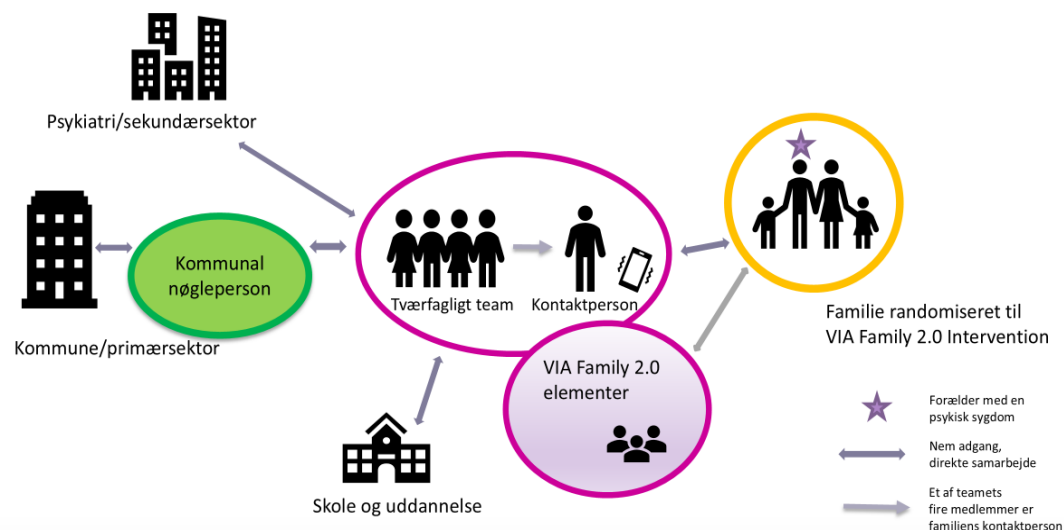 Psykiatri/sekundærsektor
Kommunal
nøgleperson
Kommune/primærsektor
Tværfagligt team
Kontaktperson
VIA Family 2.0
elementer
Skole og uddannelse
Familie randomiseret til
VIA Family 2.0 Intervention
Forælder med en
psykisk sygdom
Nem adgang,
direkte samarbejde
Et af teamets
fire medlemmer er
familiens kontaktperson